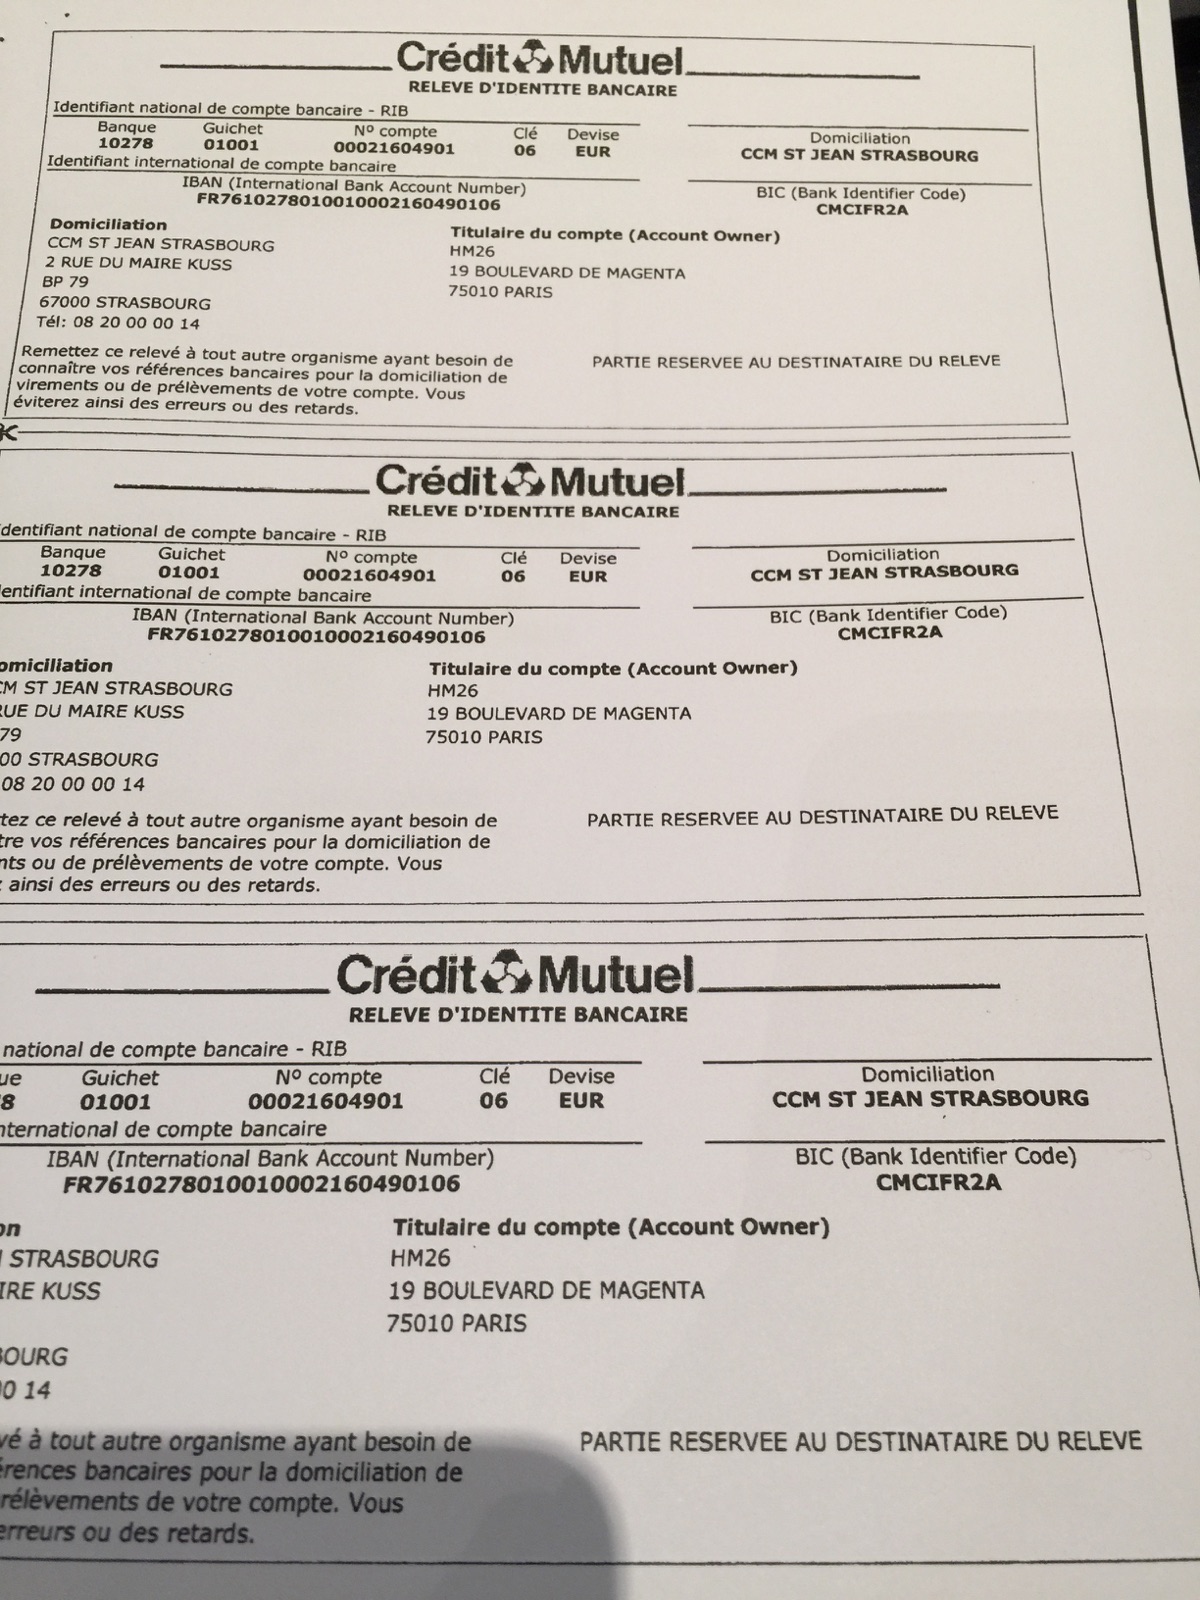 Crédit Mutuel
RELEVE D'IDENTITE BANCAIRE
Identifiant national de compte bancaire - RIB
Banque Guichet Nº compte Clé Devise Domiciliation
10278 01001 00021604901 06 EUR CCM ST JEAN STRASBOURG
Identifiant international de compte bancaire
IBAN (International Bank Account Number) BIC (Bank Identifier Code)
FR7610278010010002160490106 CMCIFR2A
Domiciliation
CCM ST JEAN STRASBOURG
2 RUE DU MAIRE KUSS
BP 79
67000 STRASBOURG
Tél: 08 20 00 00 14
Titulaire du compte (Account Owner)
HM26
19 BOULEVARD DE MAGENTA
75010 PARIS
Remettez ce relevé à tout autre organisme ayant besoin de
connaître vos références bancaires pour la domiciliation de
virements ou de prélèvements de votre compte. Vous
éviterez ainsi des erreurs ou des retards.
PARTIE RESERVEE AU DESTINATAIRE DU RELEVE
Crédit Mutuel
RELEVE D'IDENTITE BANCAIRE
dentifiant national de compte bancaire - RIB
Banque Guichet Nº compte Clé Devise Domiciliation
10278 01001 00021604901 06 EUR CCM ST JEAN STRASBOURG
entifiant international de compte bancaire
IBAN (International Bank Account Number) BIC (Bank Identifier Code)
FR7610278010010002160490106 CMCIFR2A
omiciliation
CM ST JEAN STRASBOURG
RUE DU MAIRE KUSS
79
00 STRASBOURG
08 20 00 00 14
Titulaire du compte (Account Owner)
HM26
19 BOULEVARD DE MAGENTA
75010 PARIS
tez ce relevé à tout autre organisme ayant besoin de
tre vos références bancaires pour la domiciliation de
nts ou de prélèvements de votre compte. Vous
ainsi des erreurs ou des retards.
PARTIE RESERVEE AU DESTINATAIRE DU RELEVE
Crédit Mutuel
RELEVE D'IDENTITE BANCAIRE
national de compte bancaire - RIB
ue Guichet Nº compte Clé Devise Domiciliation
8 01001 00021604901 06 EUR CCM ST JEAN STRASBOURG
nternational de compte bancaire
IBAN (International Bank Account Number) BIC (Bank Identifier Code)
FR7610278010010002160490106 CMCIFR2A
on
STRASBOURG
IRE KUSS
BOURG
00 14
Titulaire du compte (Account Owner)
HM26
19 BOULEVARD DE MAGENTA
75010 PARIS
vé à tout autre organisme ayant besoin de
érences bancaires pour la domiciliation de
rélèvements de votre compte. Vous
erreurs ou des retards.
PARTIE RESERVEE AU DESTINATAIRE DU RELEVE